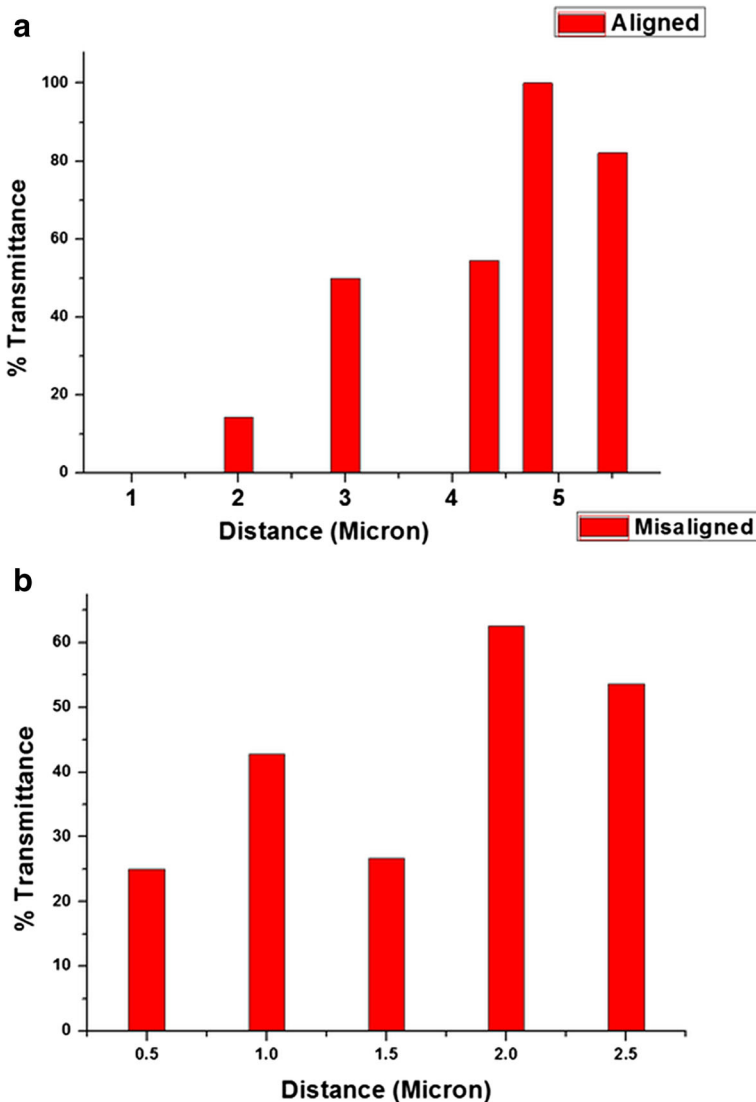 a
Aligned
100
80
60
40
20
0
% Transmittance
1 2 3 4 5
Distance (Micron)
Misaligned
b
60
50
40
30
20
10
0
% Transmittance
0.5 1.0 1.5 2.0 2.5
Distance (Micron)